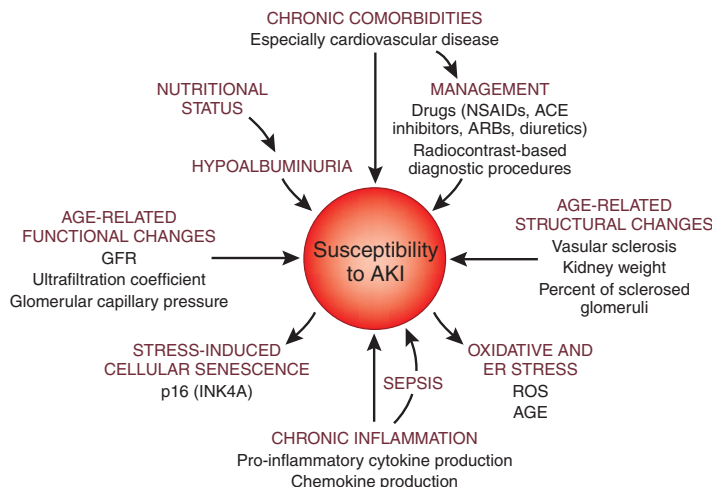 CHRONIC COMORBIDITIES
Especially cardiovascular disease
NUTRITIONAL
STATUS
HYPOALBUMINURIA
MANAGEMENT
Drugs (NSAIDs, ACE
inhibitors, ARBs, diuretics)
Radiocontrast-based
diagnostic procedures
AGE-RELATED
FUNCTIONAL CHANGES
GFR
Ultrafiltration coefficient
Glomerular capillary pressure
Susceptibility
to AKI
AGE-RELATED
STRUCTURAL CHANGES
Vasular sclerosis
Kidney weight
Percent of sclerosed
glomeruli
STRESS-INDUCED
CELLULAR SENESCENCE
p16 (INK4A)
SEPSIS
OXIDATIVE AND
ER STRESS
ROS
AGE
CHRONIC INFLAMMATION
Pro-inflammatory cytokine production
Chemokine production